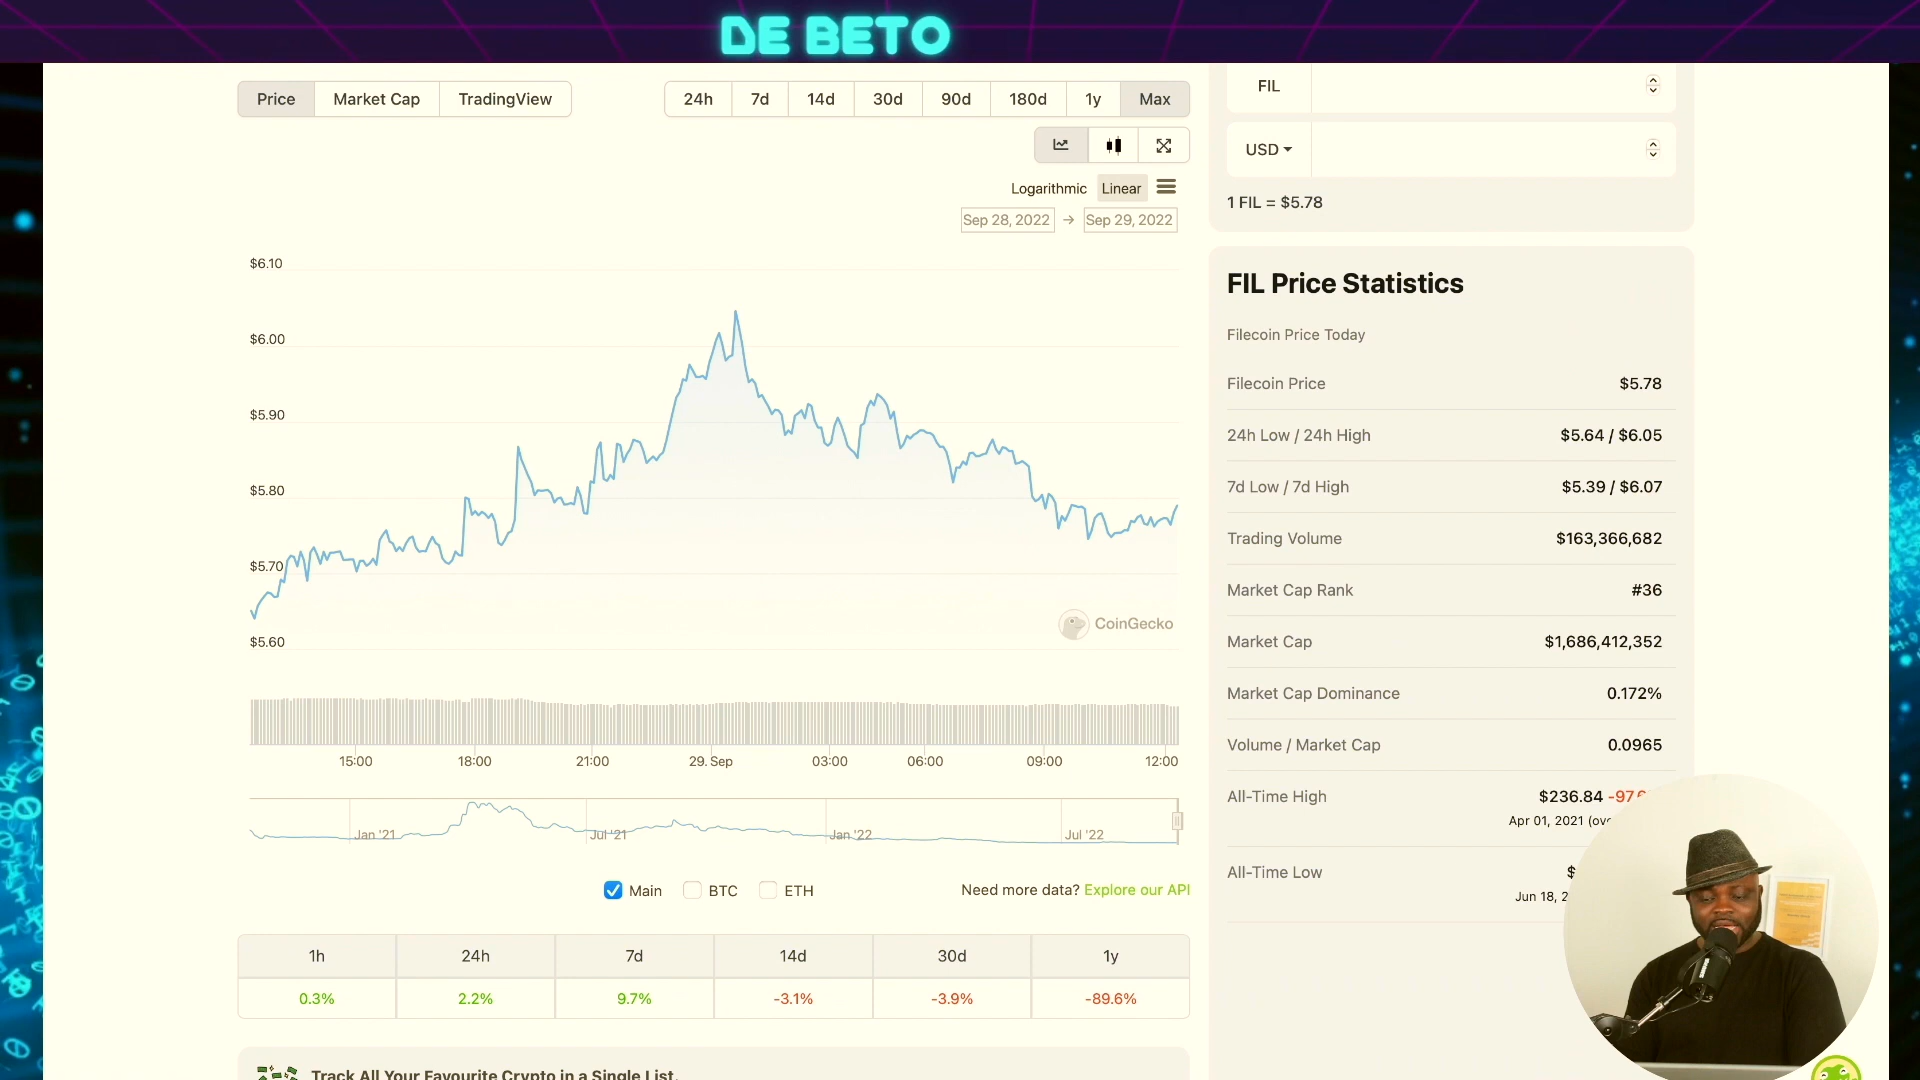 DE BETO
Price Market Cap TradingView
24h 7d 14d 30d 90d 180d 1y Max
Logarithmic Linear
Sep 28, 2022 → Sep 29, 2022
$6.10
$6.00
$5.90
$5.80
$5.70
$5.60
CoinGecko
15:00 18:00 21:00 29. Sep 03:00 06:00 09:00 12:00
Jan '21 Jul '21 Jan '22 Jul '22
Main BTC ETH
Need more data? Explore our API
1h 24h 7d 14d 30d 1y
0.3% 2.2% 9.7% -3.1% -3.9% -89.6%
Track All Your Favourite Crypto in a Single List.
FIL
USD
1 FIL = $5.78
FIL Price Statistics
Filecoin Price Today
Filecoin Price $5.78
24h Low / 24h High $5.64 / $6.05
7d Low / 7d High $5.39 / $6.07
Trading Volume $163,366,682
Market Cap Rank #36
Market Cap $1,686,412,352
Market Cap Dominance 0.172%
Volume / Market Cap 0.0965
All-Time High $236.84
Apr 01, 2021
All-Time Low
Jun 18,